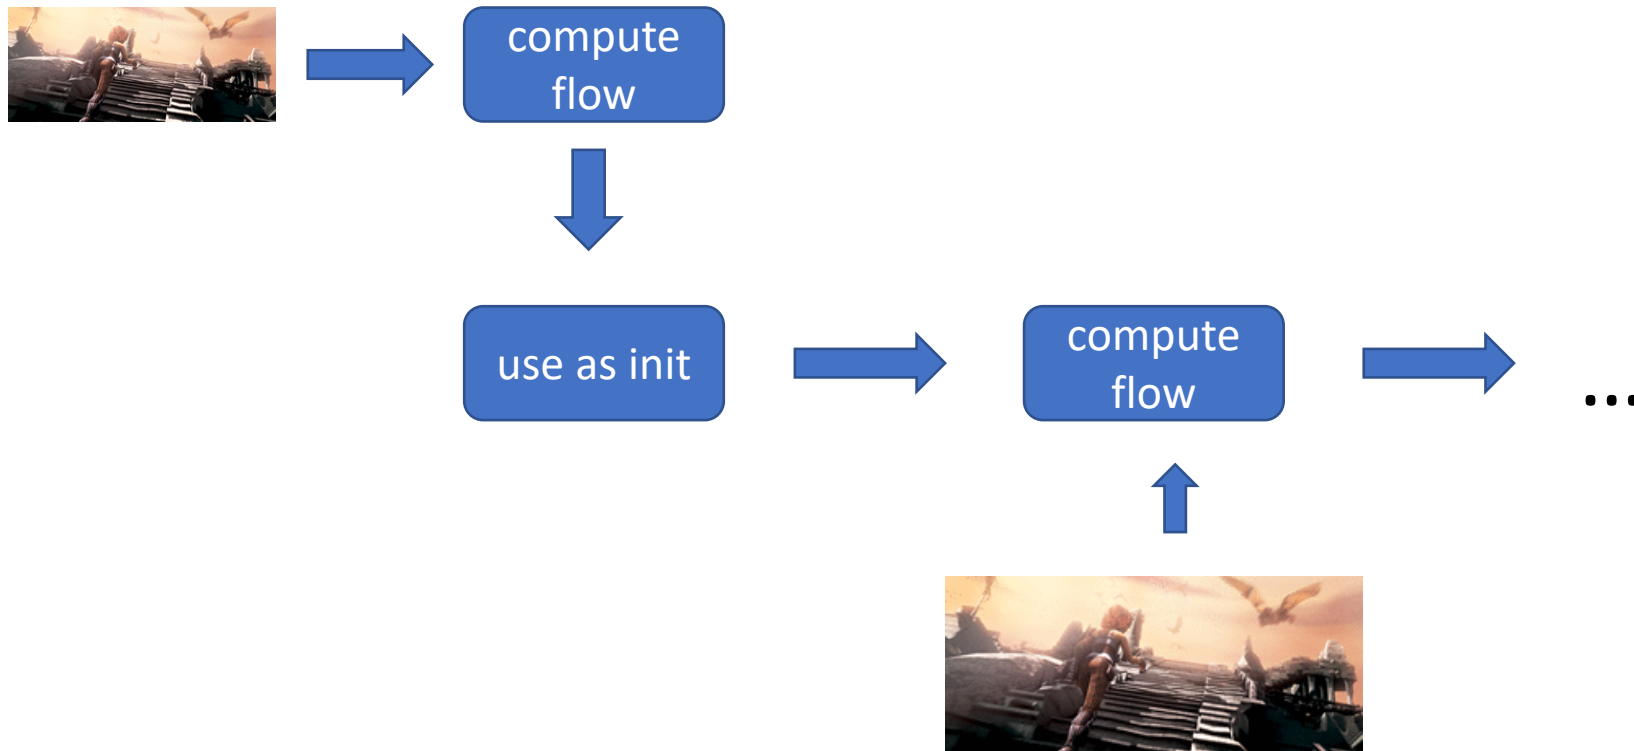 compute
flow
use as init
compute
flow
...